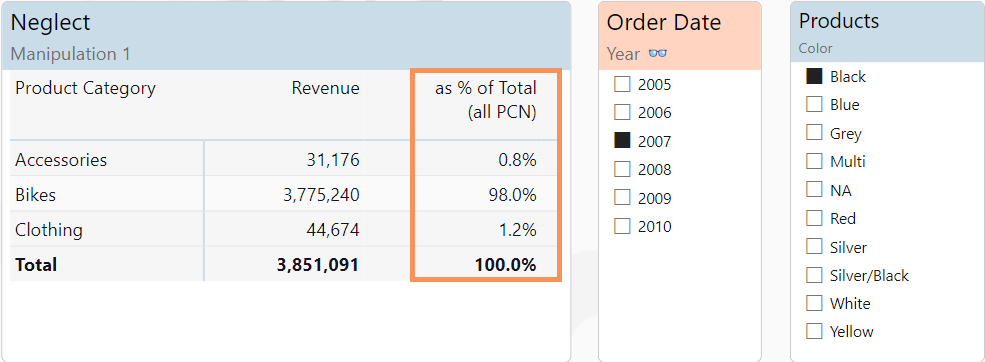 Neglect
Manipulation 1
Product Category Revenue as % of Total
(all PCN)
Accessories 31,176 0.8%
Bikes 3,775,240 98.0%
Clothing 44,674 1.2%
Total 3,851,091 100.0%
Order Date
Year 👓
2005
2006
2007
2008
2009
2010
Products
Color
Black
Blue
Grey
Multi
NA
Red
Silver
Silver/Black
White
Yellow